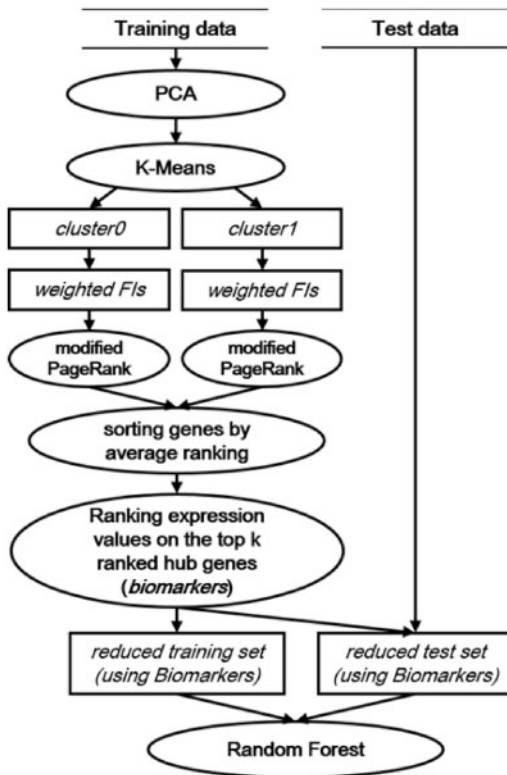 Training data
Test data
PCA
K-Means
cluster0
cluster1
weighted FIs
weighted FIs
modified
PageRank
modified
PageRank
sorting genes by
average ranking
Ranking expression
values on the top k
ranked hub genes
(biomarkers)
reduced training set
(using Biomarkers)
reduced test set
(using Biomarkers)
Random Forest